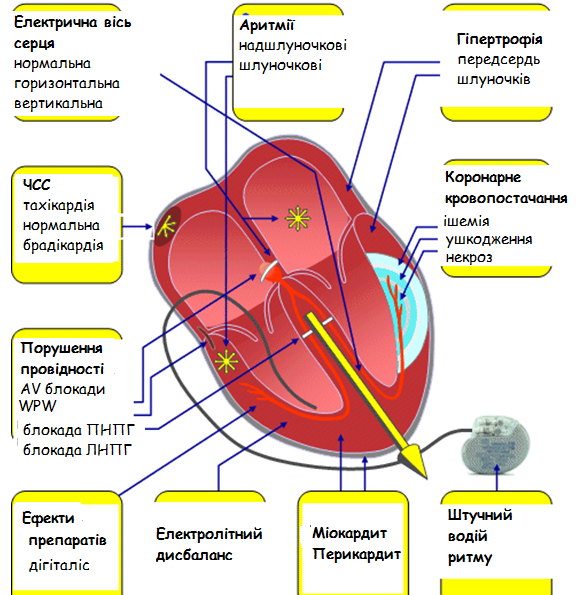 Електрична вісь
серця
нормальна
горизонтальна
вертикальна
Аритмії
надшлуночкові
шлуночкові
Гіпертрофія
передсердь
шлуночків
ЧСС
тахікардія
нормальна
брадікардія
Коронарне
кровопостачання
ішемія
ушкодження
некроз
Порушення
провідності
AV блокади
WPW
блокада ПНПГ
блокада ЛНПГ
Ефекти
препаратів
дігіталіс
Електролітний
дисбаланс
Міокардит
Перикардит
Штучний
водій
ритму